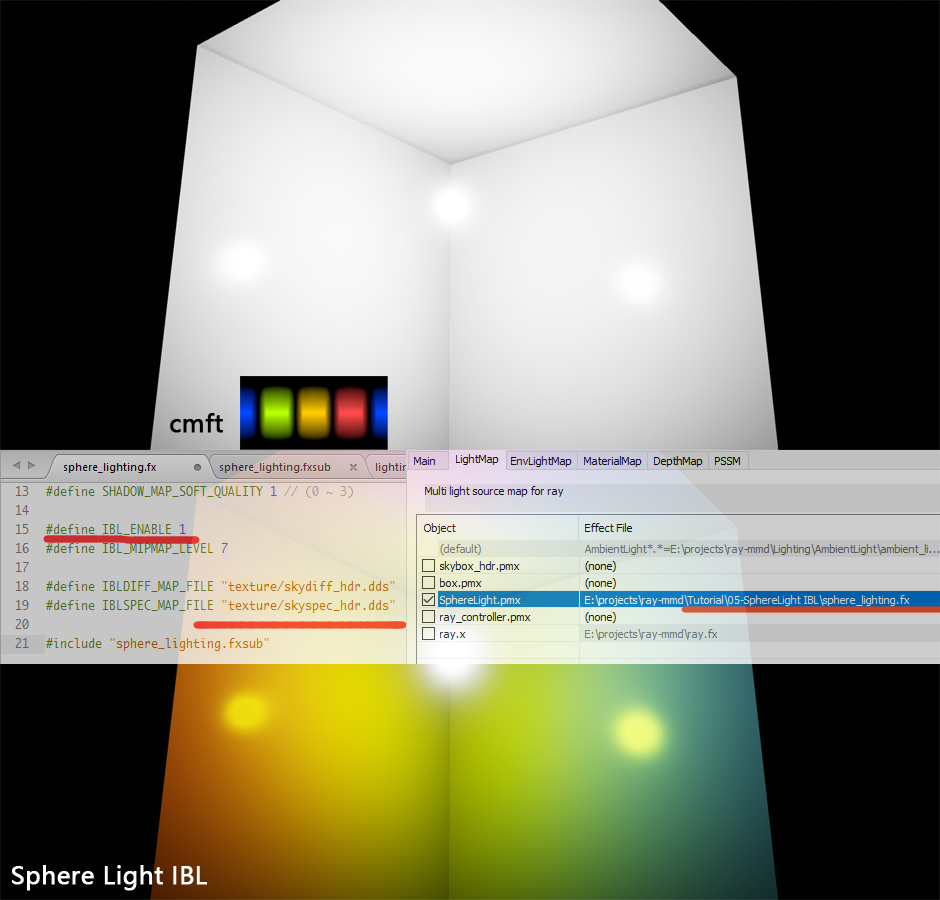 cmft
sphere_lighting.fx
sphere_lighting.fxsub
lightin
13 #define SHADOW_MAP_SOFT_QUALITY 1 // (0 ~ 3)
14
15 #define IBL_ENABLE 1
16 #define IBL_MIPMAP_LEVEL 7
17
18 #define IBLDIFF_MAP_FILE "texture/skydiff_hdr.dds"
19 #define IBLSPEC_MAP_FILE "texture/skyspec_hdr.dds"
20
21 #include "sphere_lighting.fxsub"
Main LightMap EnvLightMap MaterialMap DepthMap PSSM
Multi light source map for ray
Object Effect File
(default) AmbientLight*.*=E:\projects\ray-mmd\Lighting\AmbientLight\ambient_li...
skybox_hdr.pmx (none)
box.pmx (none)
SphereLight.pmx E:\projects\ray-mmd\Tutorial\05-SphereLight IBL\sphere_lighting.fx
ray_controller.pmx (none)
ray.x E:\projects\ray-mmd\ray.fx
Sphere Light IBL